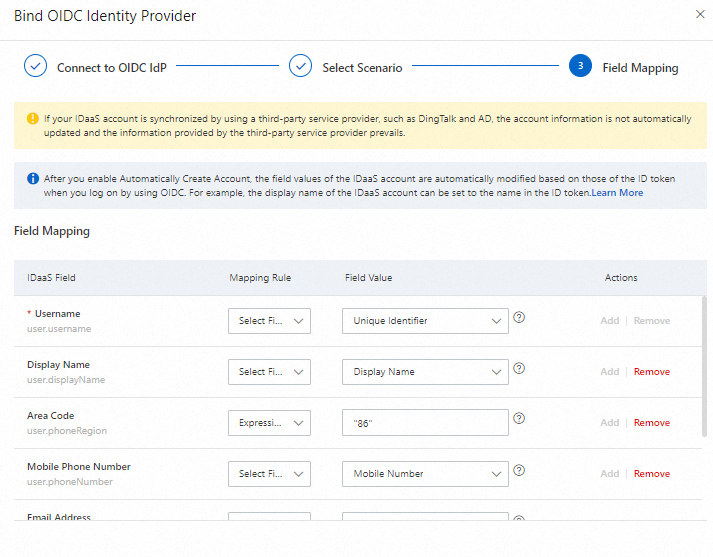 Bind OIDC Identity Provider
Connect to OIDC IdP
Select Scenario
3 Field Mapping
If your IDaaS account is synchronized by using a third-party service provider, such as DingTalk and AD, the account information is not automatically
updated and the information provided by the third-party service provider prevails.
After you enable Automatically Create Account, the field values of the IDaaS account are automatically modified based on those of the ID token
when you log on by using OIDC. For example, the display name of the IDaaS account can be set to the name in the ID token.Learn More
Field Mapping
IDaaS Field Mapping Rule Field Value Actions
* Username
user.username
Select Fi... Unique Identifier Add Remove
Display Name
user.displayName
Select Fi... Display Name Add Remove
Area Code
user.phoneRegion
Expressi... "86" Add Remove
Mobile Phone Number
user.phoneNumber
Select Fi... Mobile Number Add Remove
Email Address